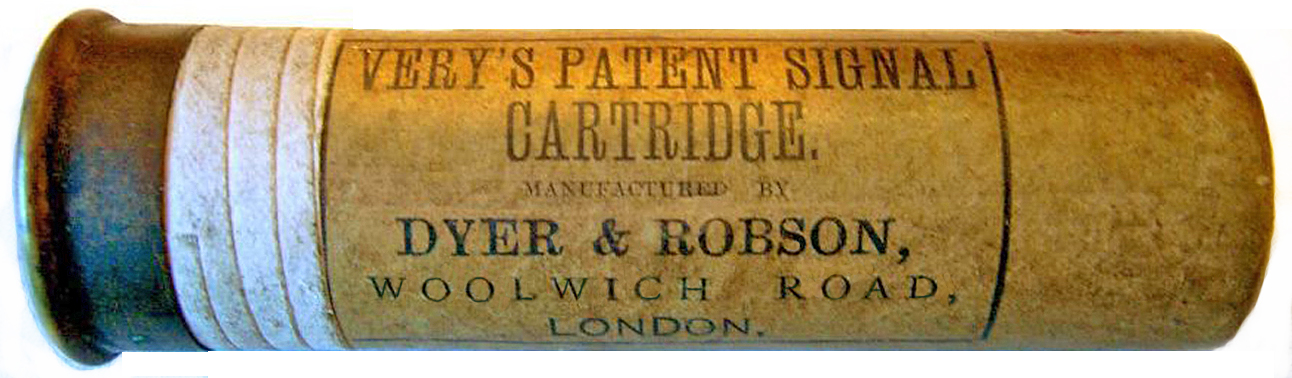 VERY'S PATENT SIGNAL
CARTRIDGE.
MANUFACTURED BY
DYER & ROBSON,
WOOLWICH ROAD,
LONDON.